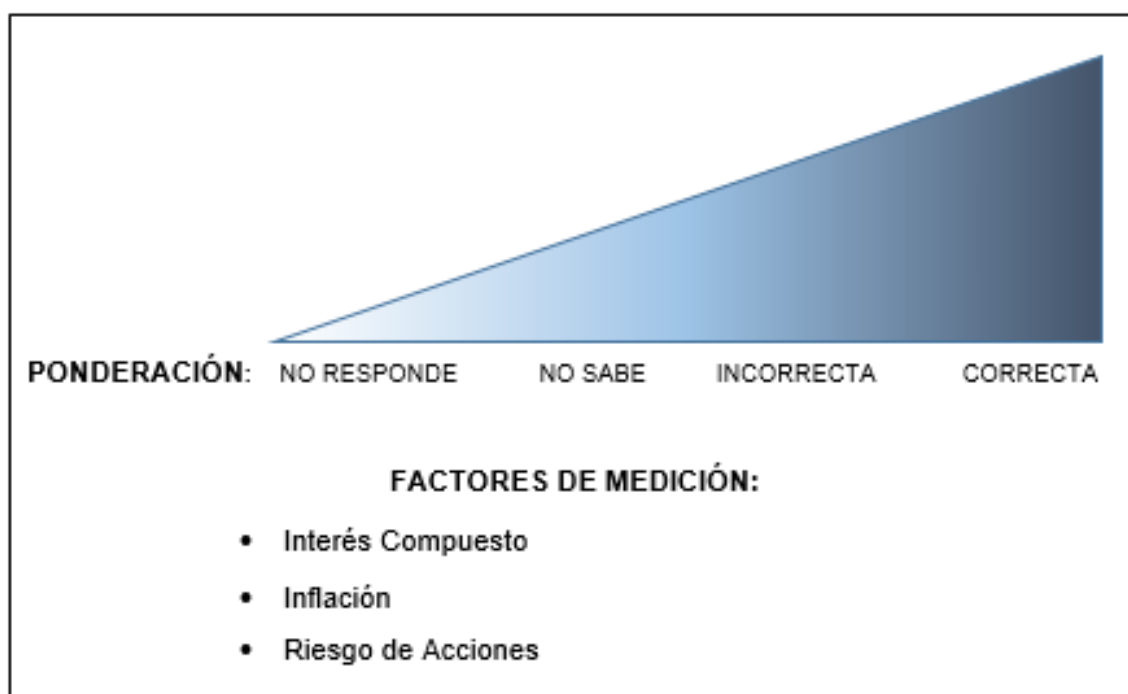 PONDERACIÓN: NO RESPONDE NO SABE INCORRECTA CORRECTA
FACTORES DE MEDICIÓN:
• Interés Compuesto
• Inflación
• Riesgo de Acciones